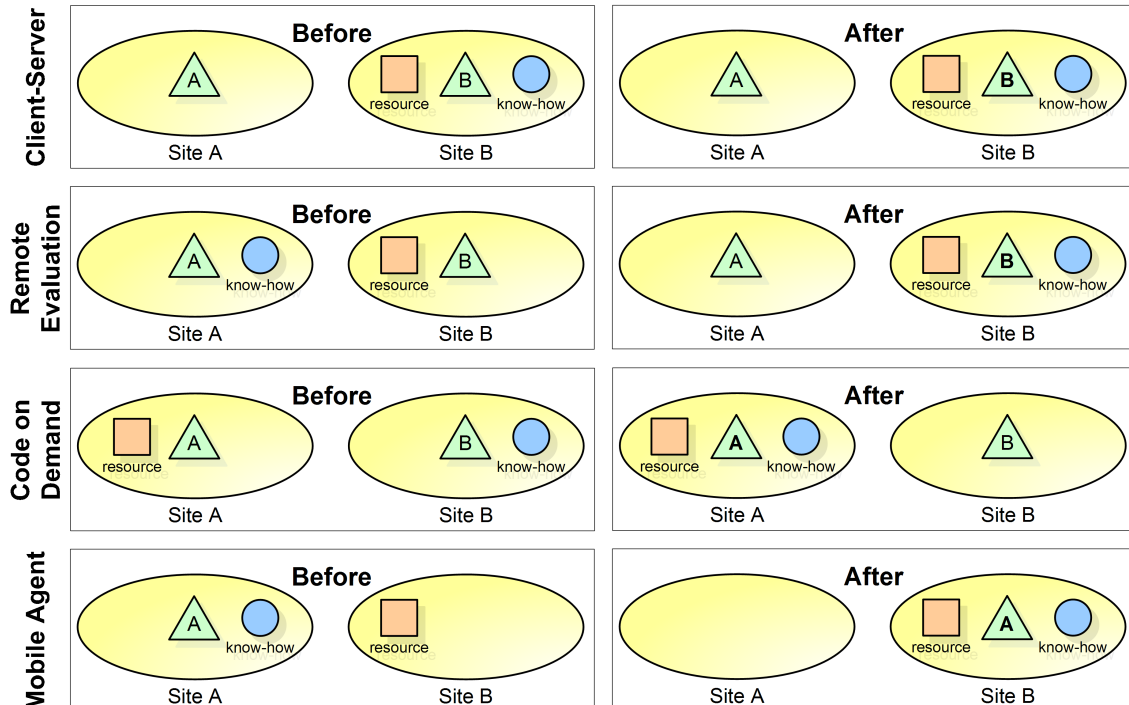 Client-Server
Before
A
resource
B
know-how
Site A
Site B
After
A
resource
B
know-how
Site A
Site B
Remote
Evaluation
Before
A
know-how
resource
B
Site A
Site B
After
A
resource
B
know-how
Site A
Site B
Code on
Demand
Before
resource
A
B
know-how
Site A
Site B
After
resource
A
know-how
B
Site A
Site B
Mobile Agent
Before
A
know-how
resource
Site A
Site B
After
resource
A
know-how
Site A
Site B